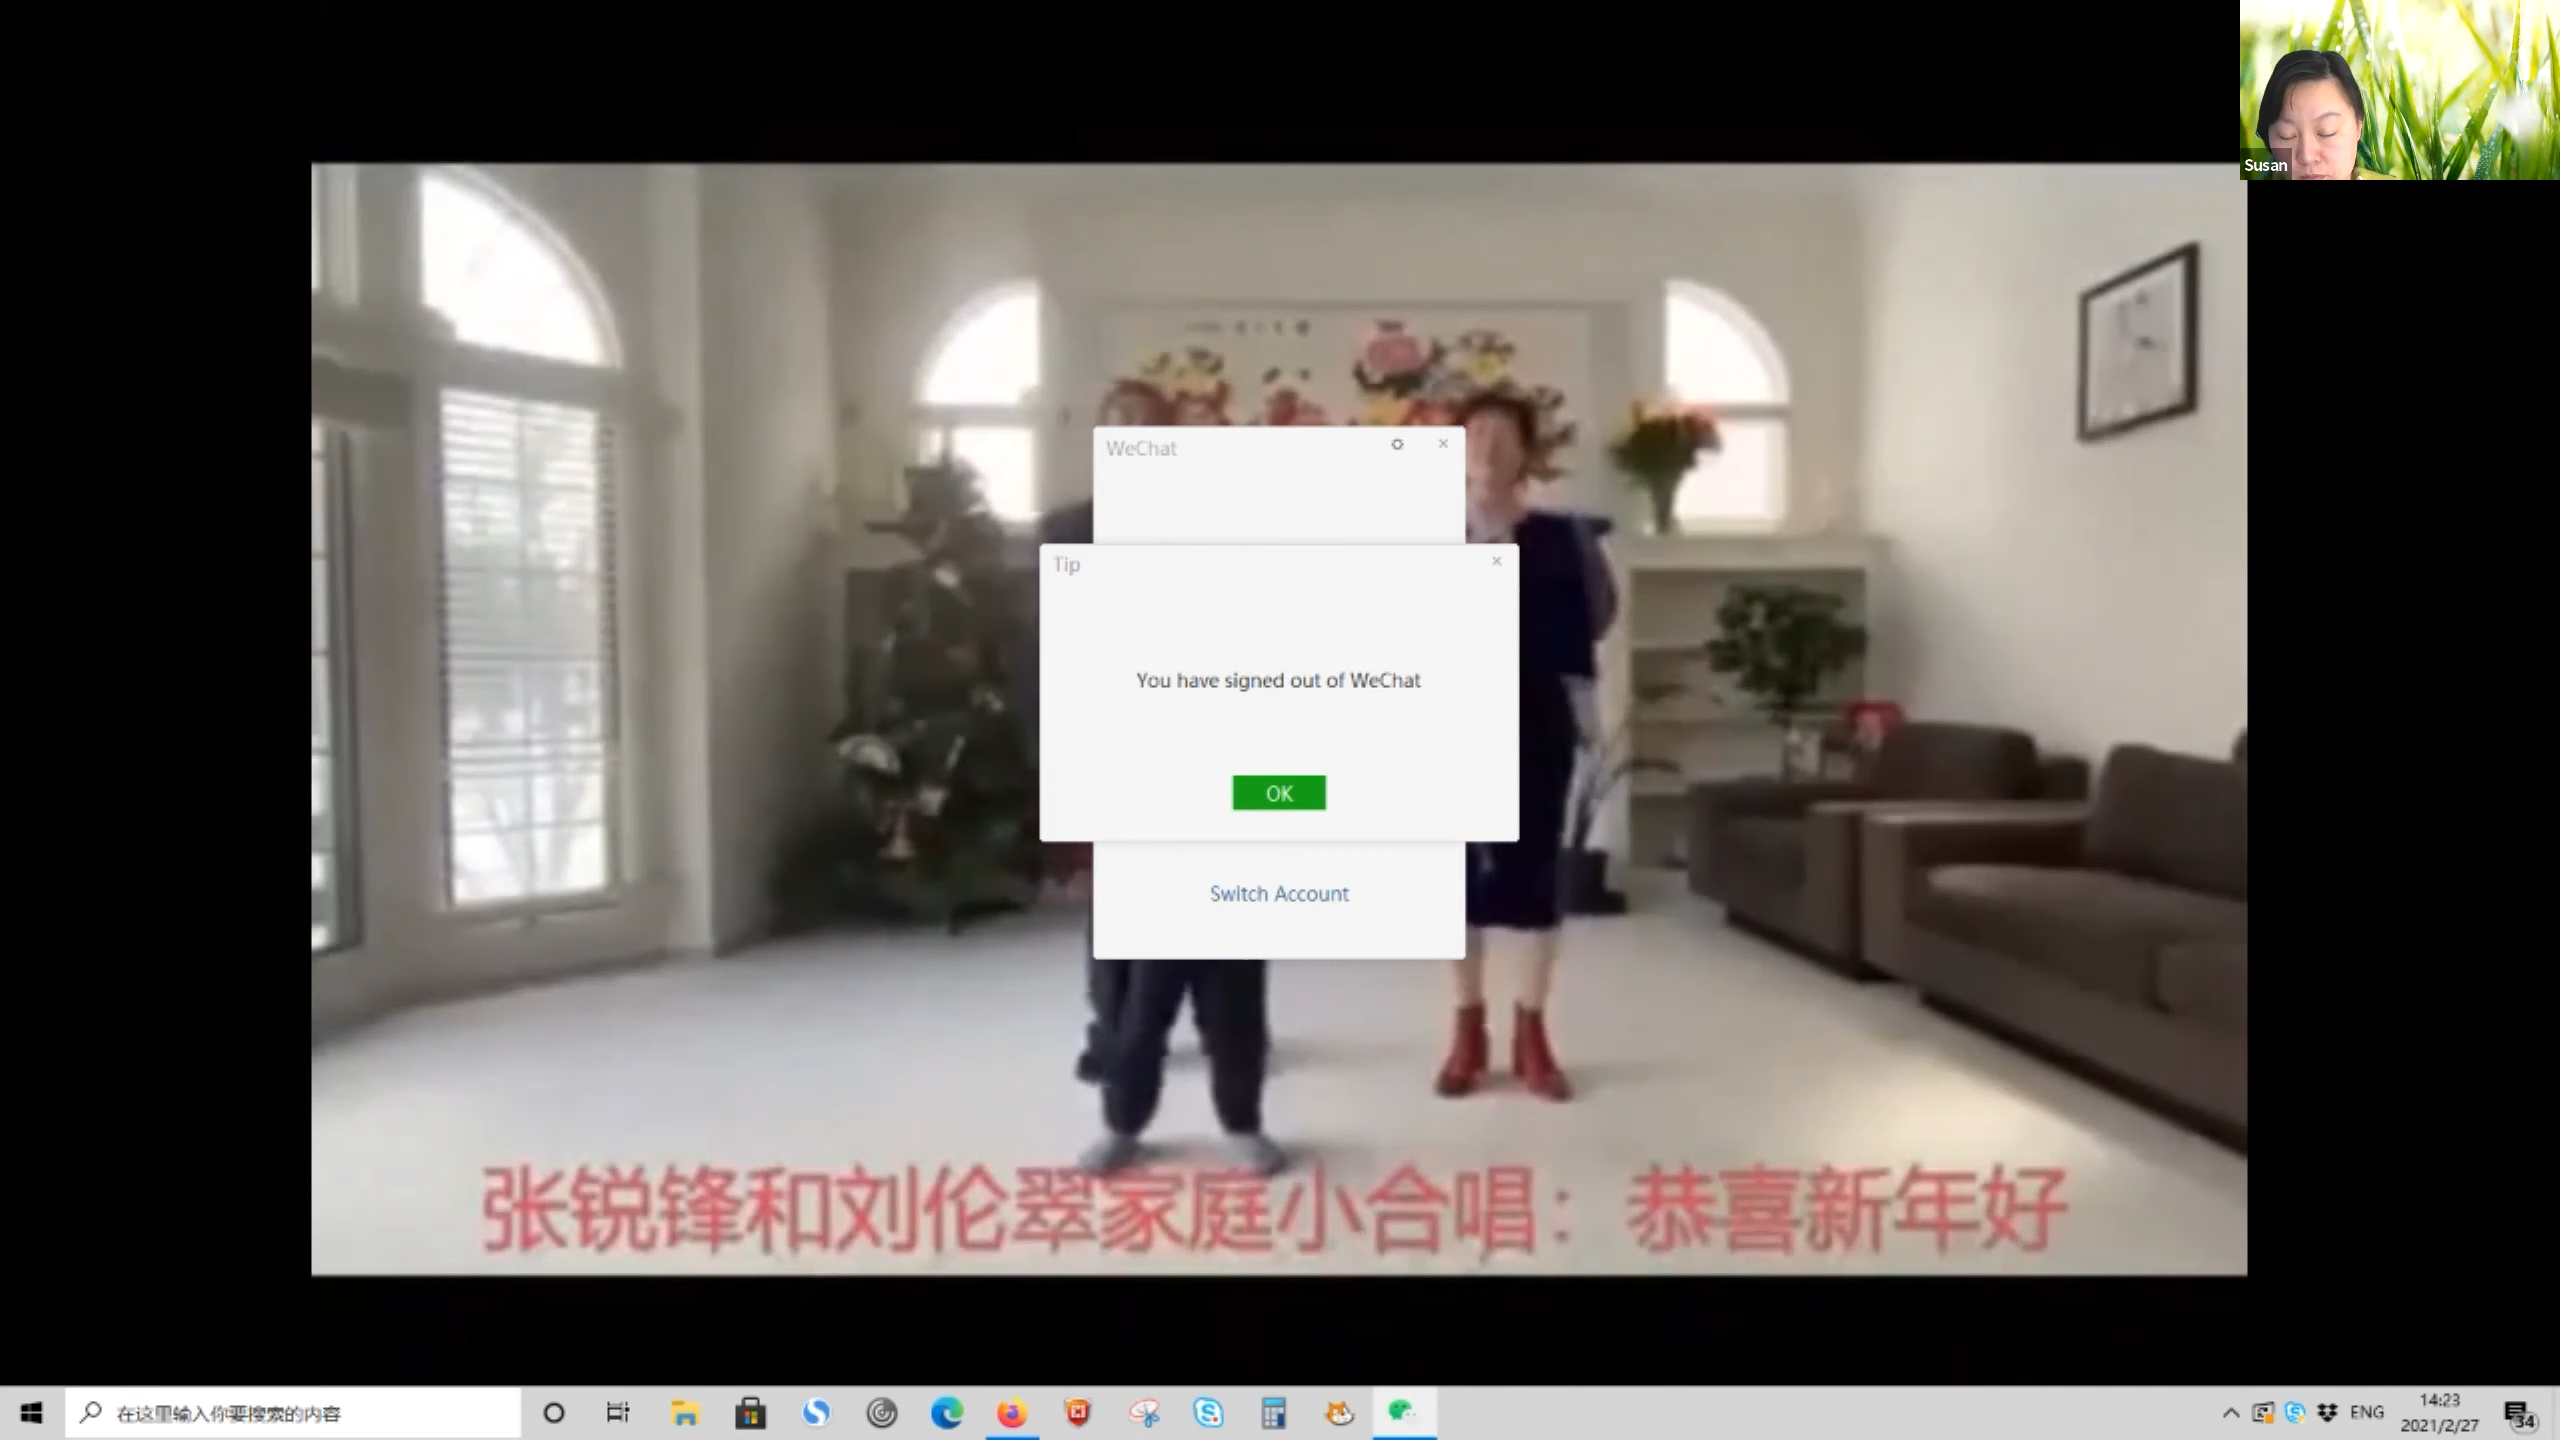 Susan
WeChat
Tip
You have signed out of WeChat
OK
Switch Account
张锐锋和刘伦翠家庭小合唱：恭喜新年好
在这里输入你要搜索的内容
ENG
14:23
2021/2/27
34